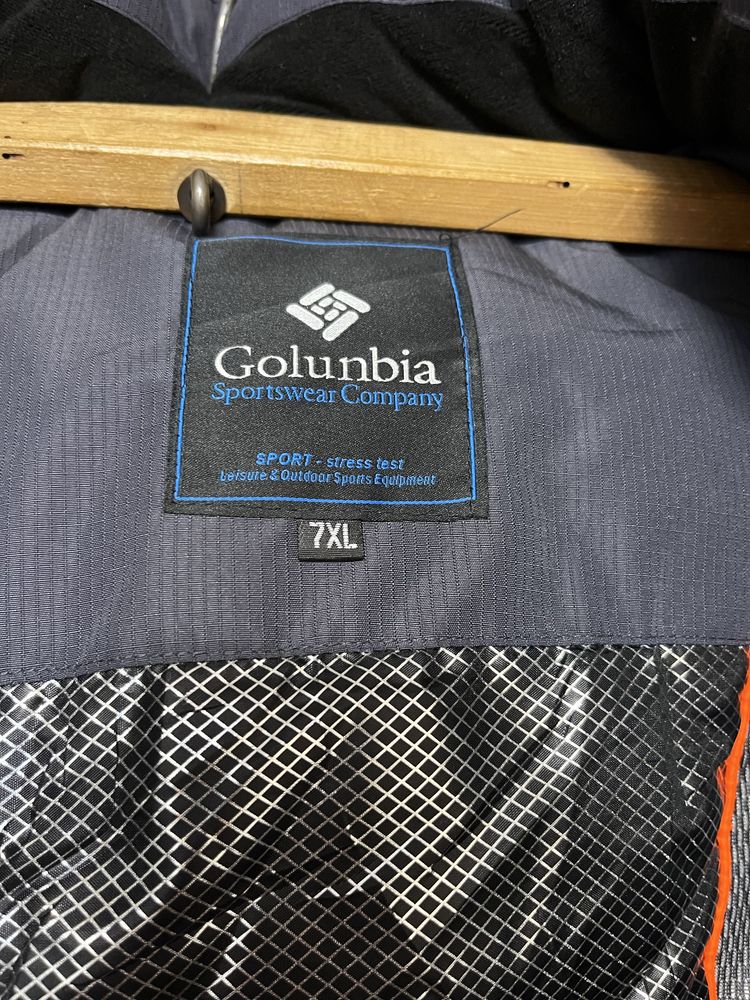 Golunbia
Sportswear Company
SPORT - stress test
Leisure & Outdoor Sports Equipment
7XL